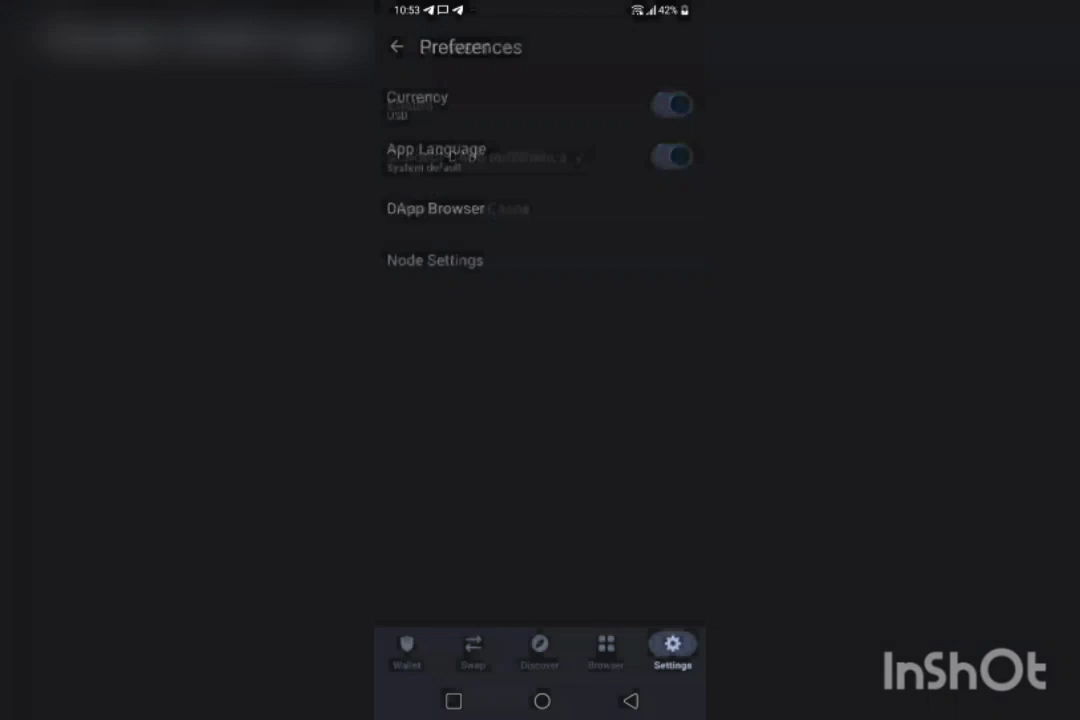 10:53
42%
Preferences
Currency
USD
App Language
System default
DApp Browser
Node Settings
Wallet
Swap
Discover
Browser
Settings
InShOt